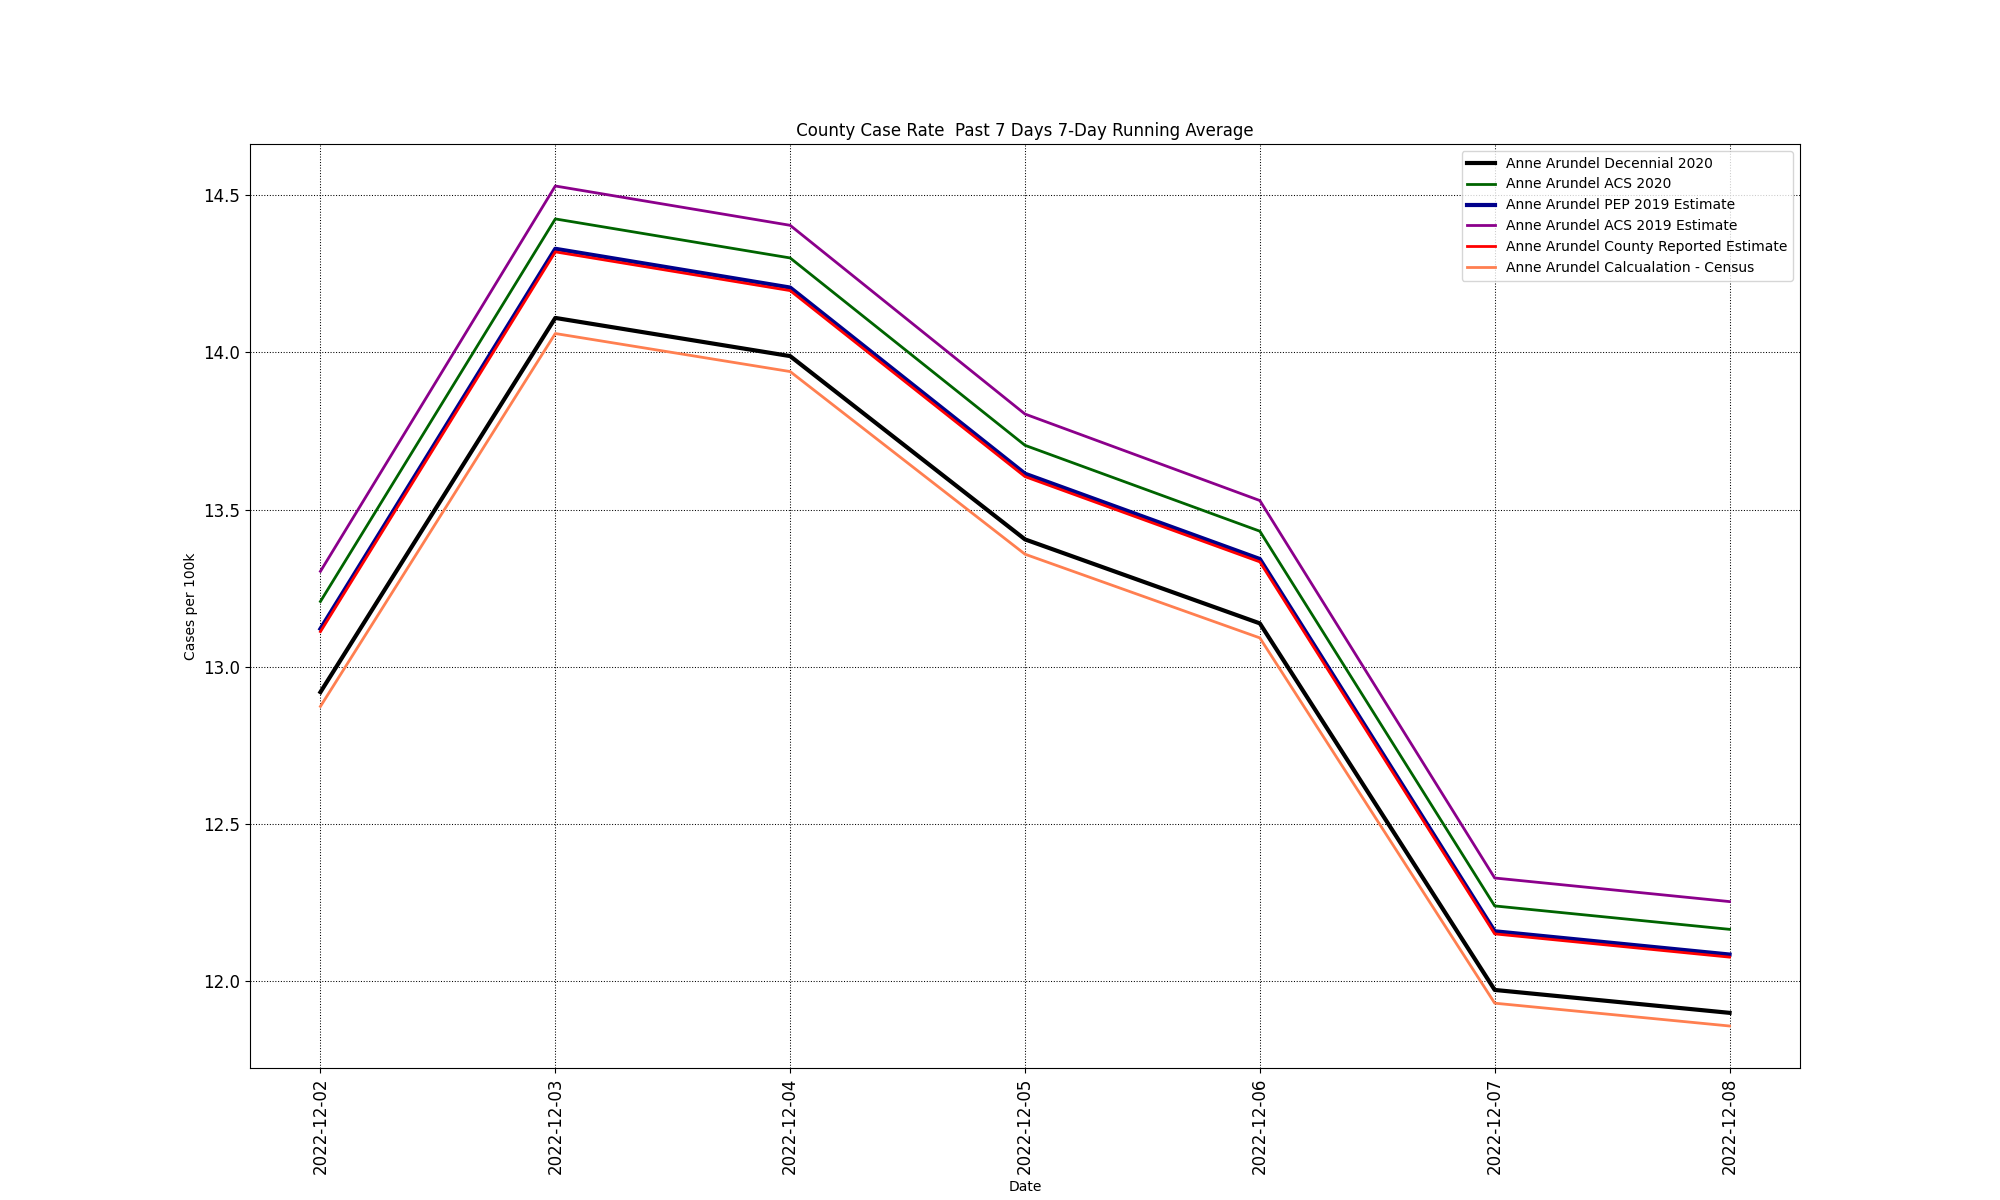 County Case Rate  Past 7 Days 7-Day Running Average
Anne Arundel Decennial 2020
Anne Arundel ACS 2020
Anne Arundel PEP 2019 Estimate
Anne Arundel ACS 2019 Estimate
Anne Arundel County Reported Estimate
Anne Arundel Calcualation - Census
Cases per 100k
14.5
14.0
13.5
13.0
12.5
12.0
2022-12-02
2022-12-03
2022-12-04
2022-12-05
2022-12-06
2022-12-07
2022-12-08
Date